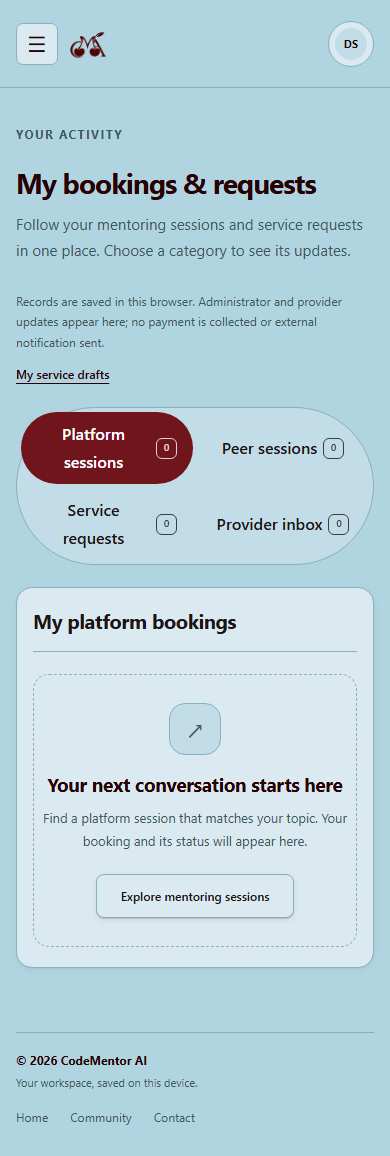 DS
YOUR ACTIVITY
My bookings & requests
Follow your mentoring sessions and service requests
in one place. Choose a category to see its updates.
Records are saved in this browser. Administrator and provider
updates appear here; no payment is collected or external
notification sent.
My service drafts
Platform
sessions
0
Peer sessions 0
Service
requests
0
Provider inbox 0
My platform bookings
Your next conversation starts here
Find a platform session that matches your topic. Your
booking and its status will appear here.
Explore mentoring sessions
© 2026 CodeMentor AI
Your workspace, saved on this device.
Home Community Contact